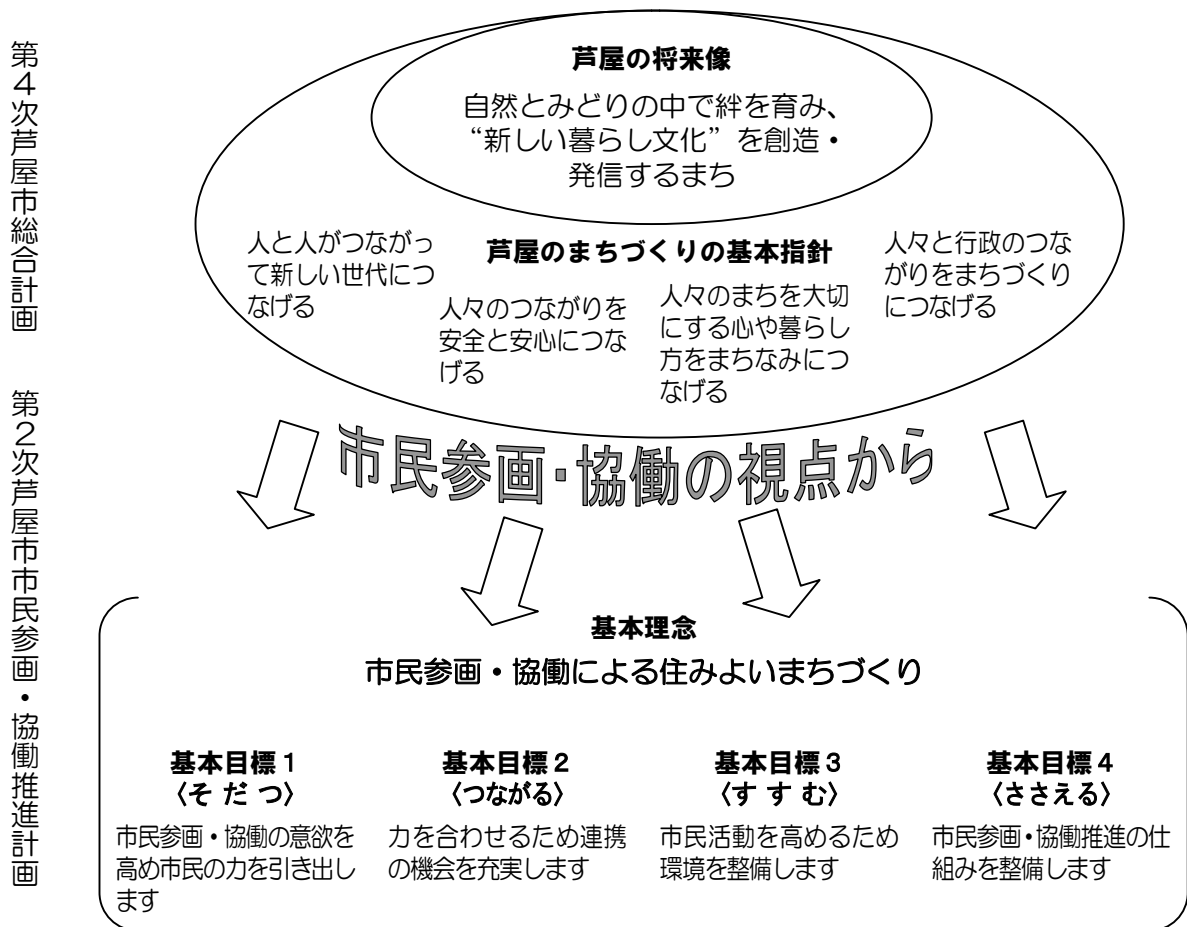 第4次芦屋市総合計画
芦屋の将来像
自然とみどりの中で絆を育み、
“新しい暮らし文化”を創造・
発信するまち
芦屋のまちづくりの基本指針
人と人がつながっ
て新しい世代につ
なげる
人々のつながりを
安全と安心につな
げる
人々のまちを大切
にする心や暮らし
方をまちなみにつ
なげる
人々と行政のつな
がりをまちづくり
につなげる
市民参画・協働の視点から
第2次芦屋市市民参画・協働推進計画
基本理念
市民参画・協働による住みよいまちづくり
基本目標1
〈そ だ つ〉
市民参画・協働の意欲を
高め市民の力を引き出し
ます
基本目標2
〈つながる〉
力を合わせるため連携
の機会を充実します
基本目標3
〈す す む〉
市民活動を高めるため
環境を整備します
基本目標4
〈ささえる〉
市民参画・協働推進の仕
組みを整備します